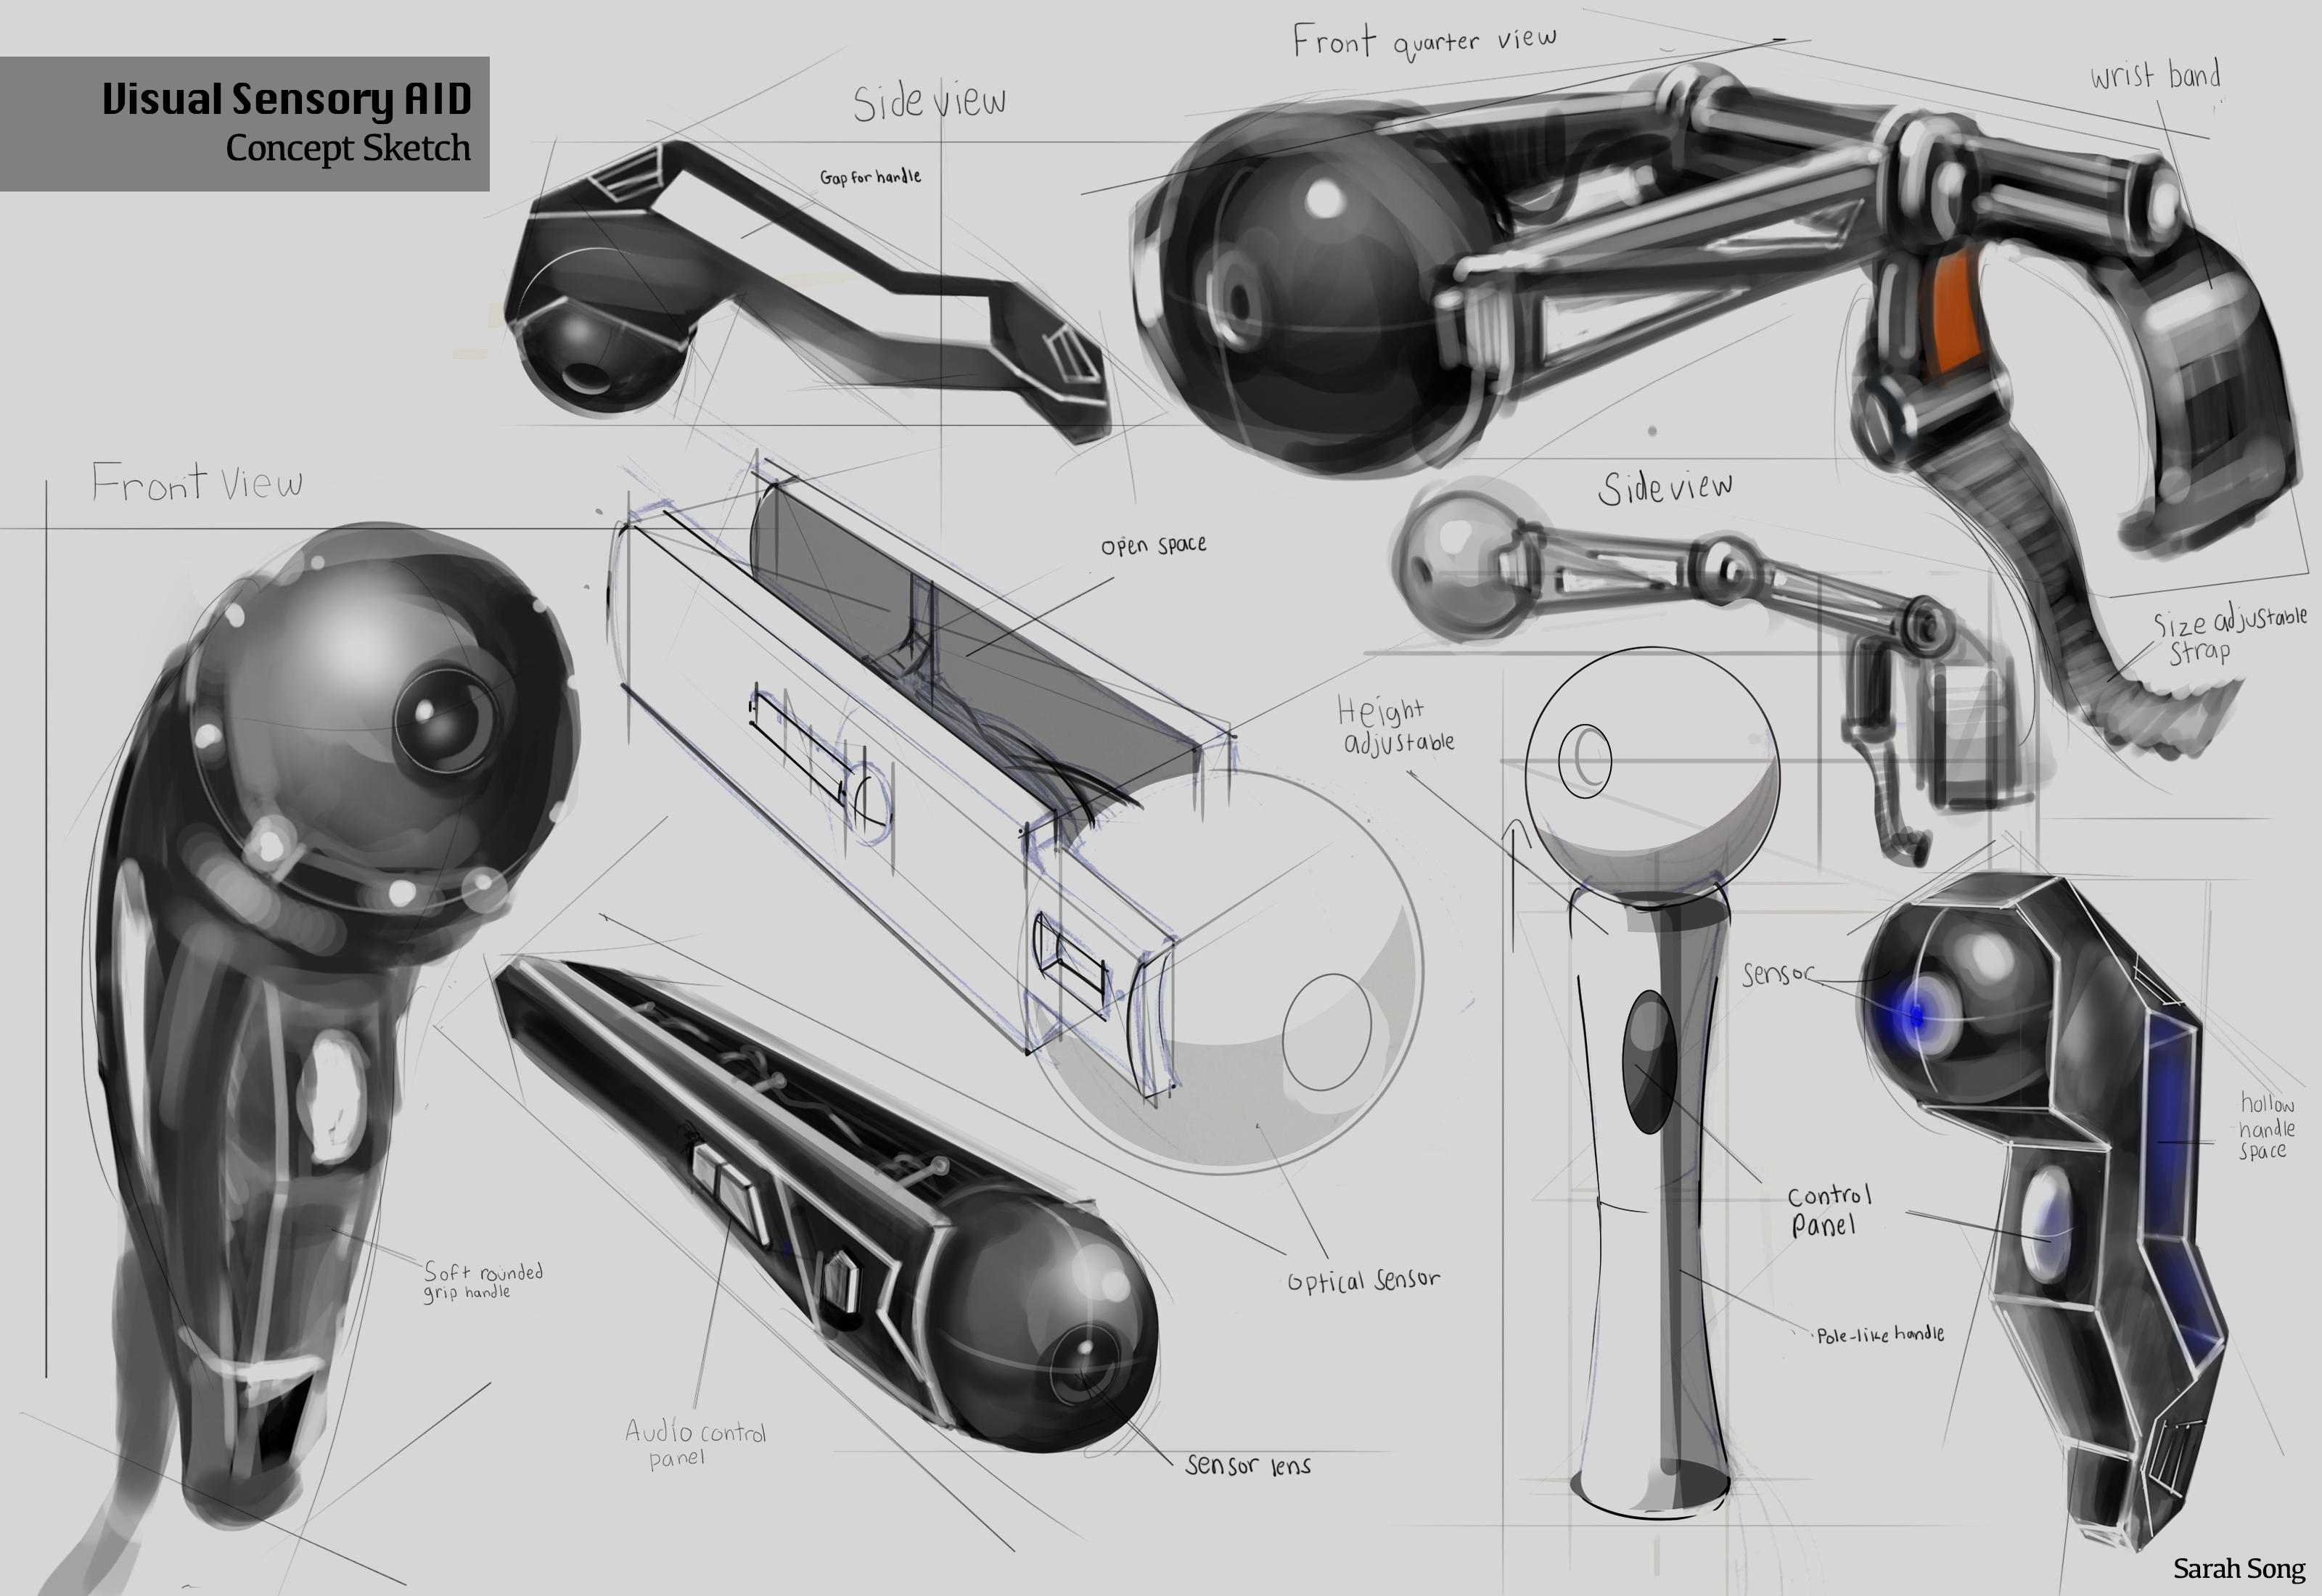 Visual Sensory AID
Concept Sketch
Side view
Gap for handle
Front quarter view
wrist band
Front View
open space
Side view
Size adjustable
Strap
Height
adjustable
Sensor
hollow
handle
space
Control
Panel
Soft rounded
grip handle
Optical sensor
Pole-like handle
Audio control
panel
Sensor lens
Sarah Song